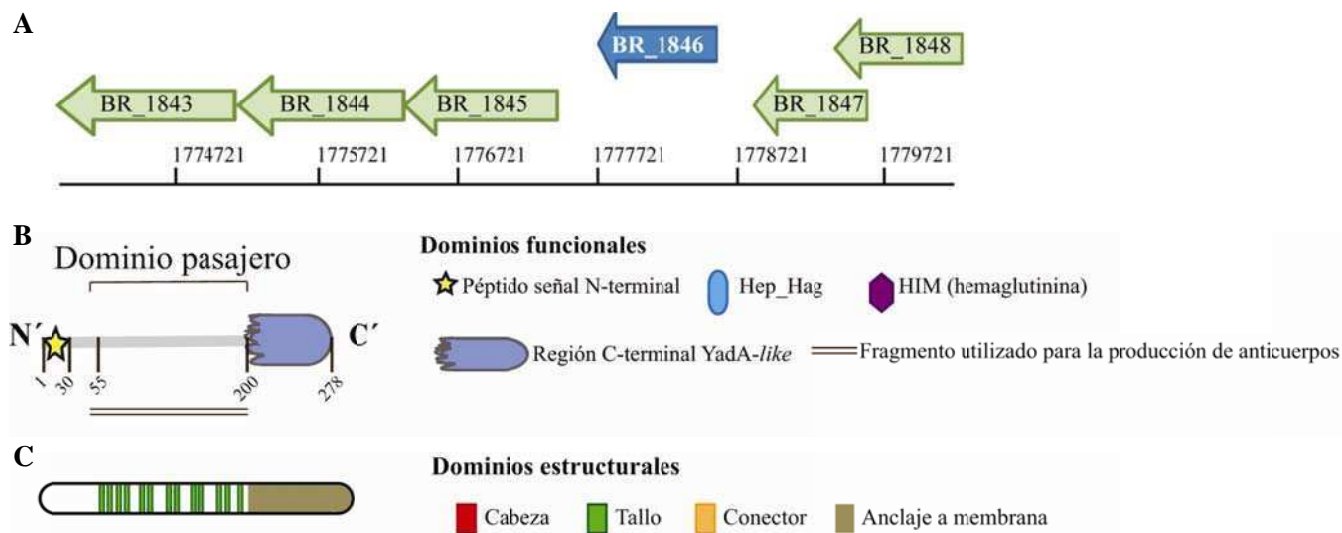 A
BR_1846
BR_1848
BR_1843
BR_1844
BR_1845
BR_1847
1774721
1775721
1776721
1777721
1778721
1779721
B
Dominio pasajero
N´
C´
1
30
55
200
278
Dominios funcionales
Péptido señal N-terminal
Hep_Hag
HIM (hemaglutinina)
Región C-terminal YadA-like
Fragmento utilizado para la producción de anticuerpos
C
Dominios estructurales
Cabeza
Tallo
Conector
Anclaje a membrana